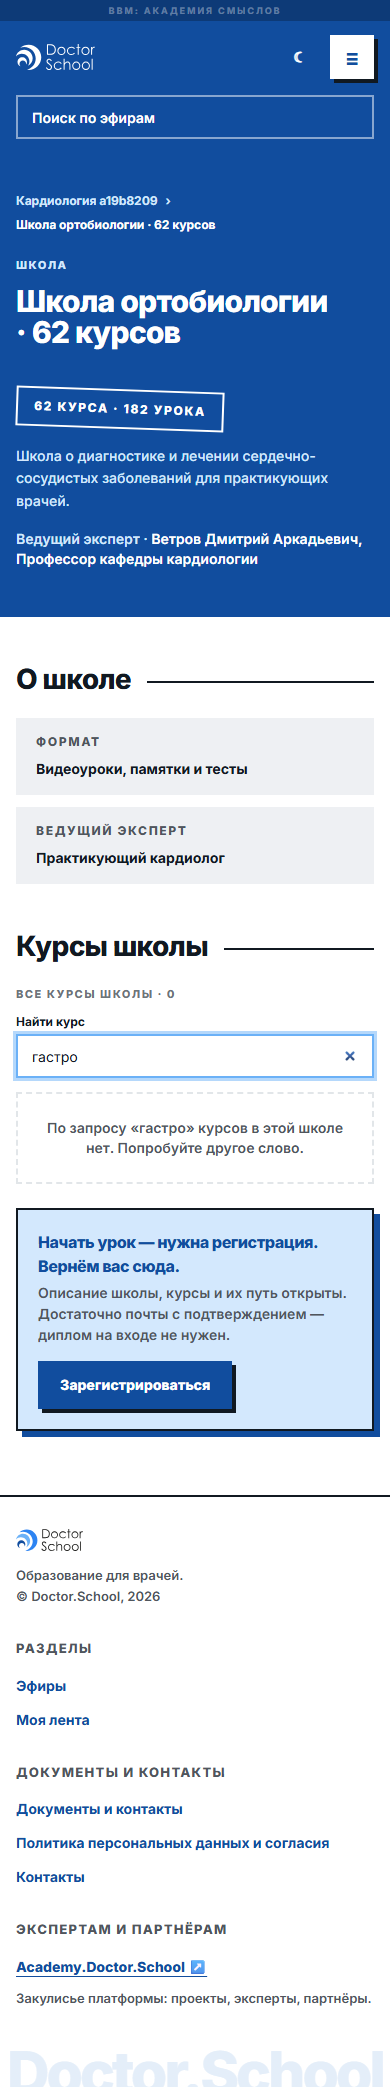 ВВМ: АКАДЕМИЯ СМЫСЛОВ
Doctor
School
Поиск по эфирам
Кардиология a19b8209 ›
Школа ортобиологии · 62 курсов
ШКОЛА
Школа ортобиологии
· 62 курсов
62 КУРСА · 182 УРОКА
Школа о диагностике и лечении сердечно-
сосудистых заболеваний для практикующих
врачей.
Ведущий эксперт · Ветров Дмитрий Аркадьевич,
Профессор кафедры кардиологии
О школе
ФОРМАТ
Видеоуроки, памятки и тесты
ВЕДУЩИЙ ЭКСПЕРТ
Практикующий кардиолог
Курсы школы
ВСЕ КУРСЫ ШКОЛЫ · 0
Найти курс
гастро
По запросу «гастро» курсов в этой школе
нет. Попробуйте другое слово.
Начать урок — нужна регистрация.
Вернём вас сюда.
Описание школы, курсы и их путь открыты.
Достаточно почты с подтверждением —
диплом на входе не нужен.
Зарегистрироваться
Doctor
School
Образование для врачей.
© Doctor.School, 2026
РАЗДЕЛЫ
Эфиры
Моя лента
ДОКУМЕНТЫ И КОНТАКТЫ
Документы и контакты
Политика персональных данных и согласия
Контакты
ЭКСПЕРТАМ И ПАРТНЁРАМ
Academy.Doctor.School ↗
Закулисье платформы: проекты, эксперты, партнёры.
Doctor.School